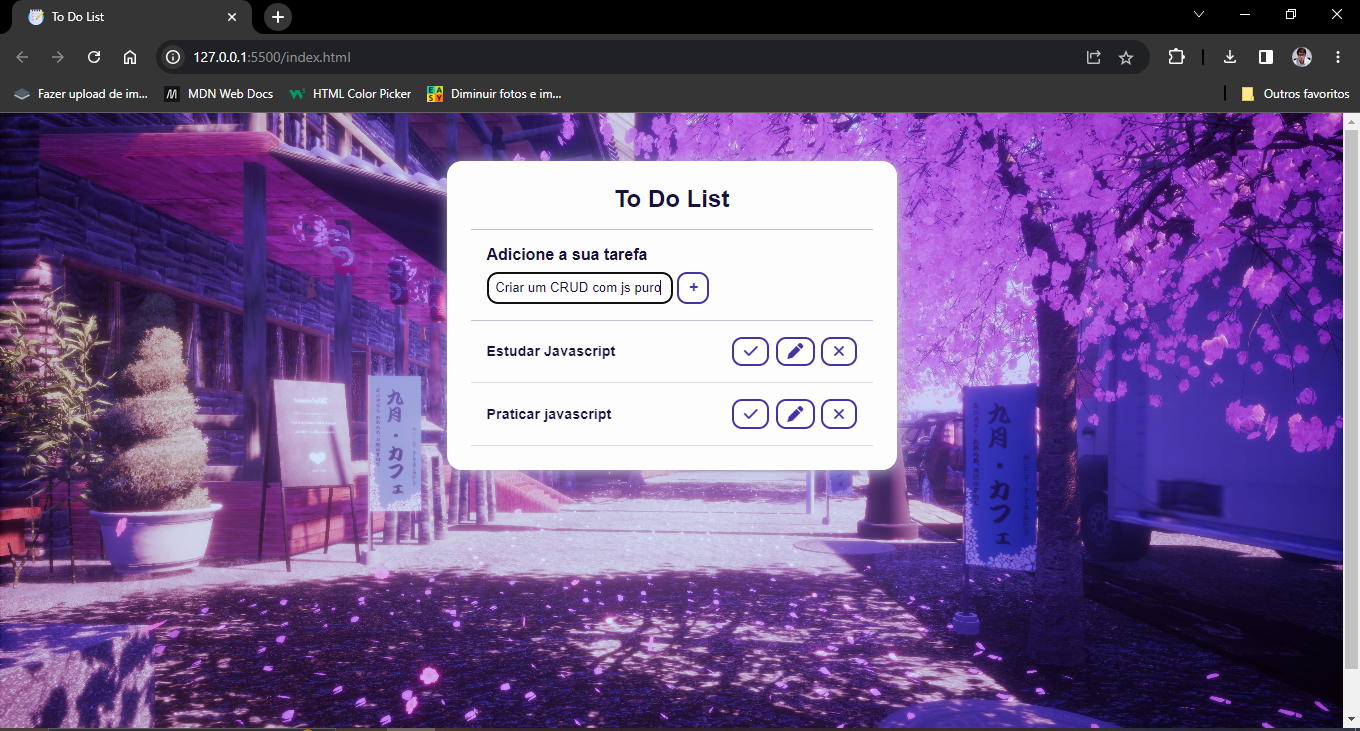 To Do List
127.0.0.1:5500/index.html
Fazer upload de im...
MDN Web Docs
HTML Color Picker
EASY
Diminuir fotos e im...
Outros favoritos
To Do List
Adicione a sua tarefa
Criar um CRUD com js puro
+
Estudar Javascript
Praticar javascript
九月・カフェ
九月・カフェ